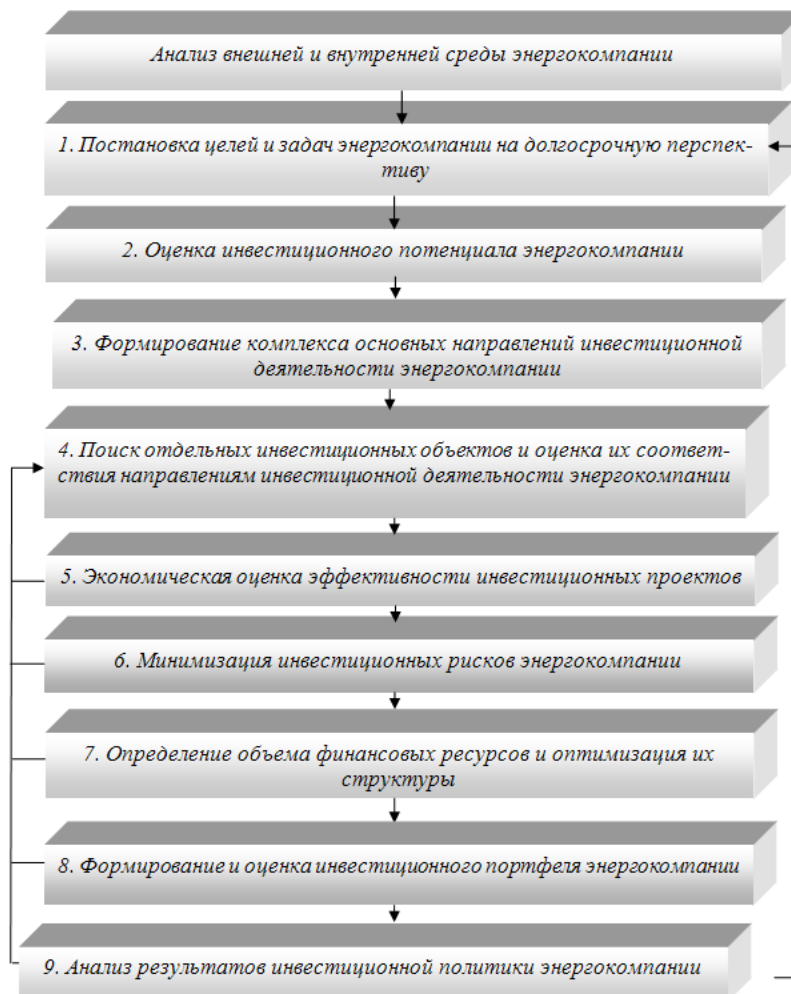 Анализ внешней и внутренней среды энергокомпании
1. Постановка целей и задач энергокомпании на долгосрочную перспек-
тиву
2. Оценка инвестиционного потенциала энергокомпании
3. Формирование комплекса основных направлений инвестиционной
деятельности энергокомпании
4. Поиск отдельных инвестиционных объектов и оценка их соответ-
ствия направлениям инвестиционной деятельности энергокомпании
5. Экономическая оценка эффективности инвестиционных проектов
6. Минимизация инвестиционных рисков энергокомпании
7. Определение объема финансовых ресурсов и оптимизация их
структуры
8. Формирование и оценка инвестиционного портфеля энергокомпании
9. Анализ результатов инвестиционной политики энергокомпании